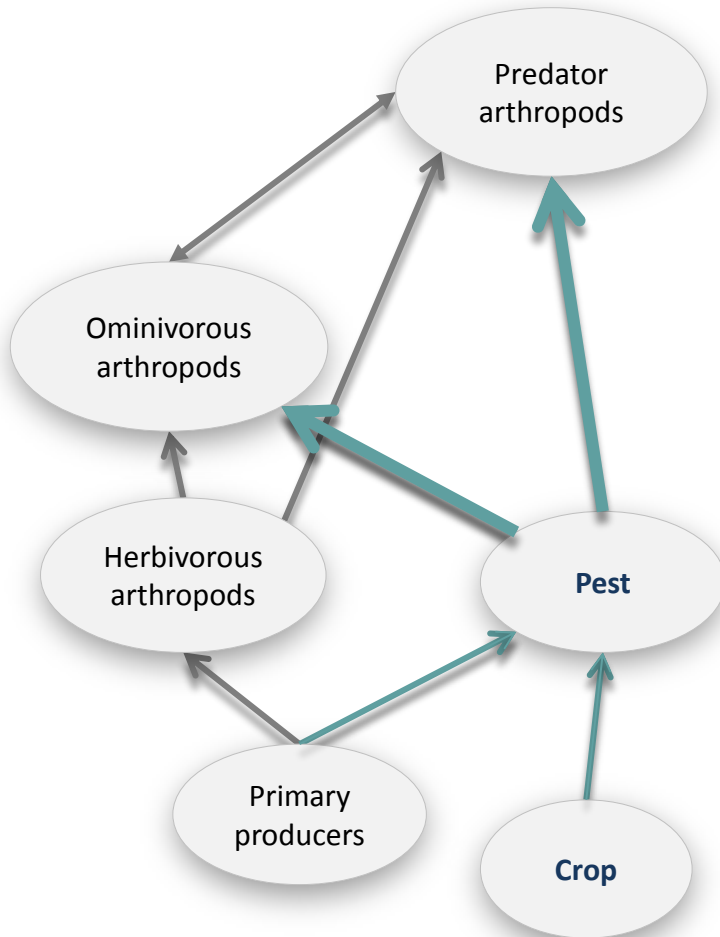 Predator
arthropods
Ominivorous
arthropods
Herbivorous
arthropods
Pest
Primary
producers
Crop